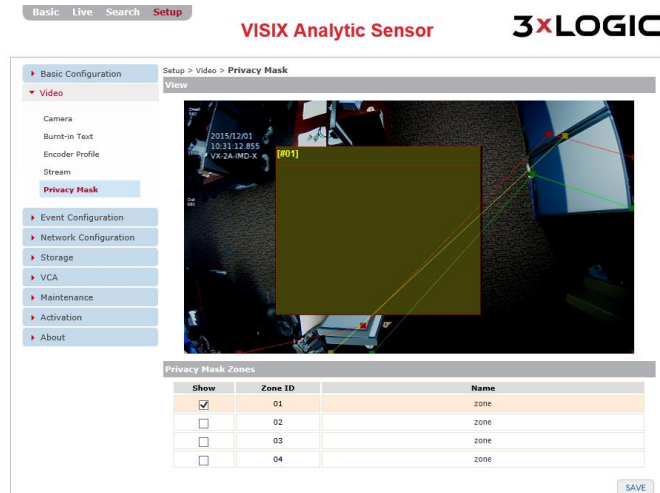 Basic Live Search Setup
VISIX Analytic Sensor
3xLOGIC
Basic Configuration
Video
Camera
Burnt-in Text
Encoder Profile
Stream
Privacy Mask
Event Configuration
Network Configuration
Storage
VCA
Maintenance
Activation
About
Setup > Video > Privacy Mask
View
2015/12/01
10:31:12.855
VX-2A-IMD-X
[#01]
Privacy Mask Zones
Show Zone ID Name
01 zone
02 zone
03 zone
04 zone
SAVE